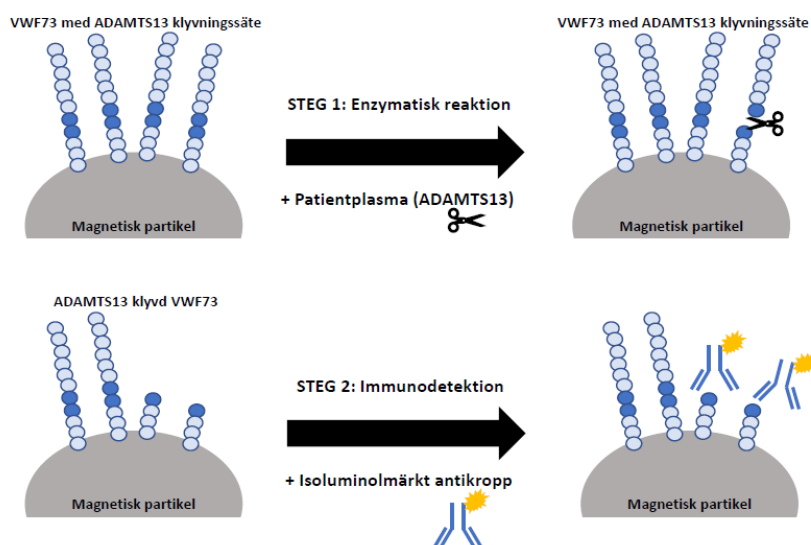 VWF73 med ADAMTS13 klyvningssäte
VWF73 med ADAMTS13 klyvningssäte
STEG 1: Enzymatisk reaktion
+ Patientplasma (ADAMTS13)
Magnetisk partikel
Magnetisk partikel
ADAMTS13 klyvd VWF73
STEG 2: Immunodetektion
+ Isoluminolmärkt antikropp
Magnetisk partikel
Magnetisk partikel